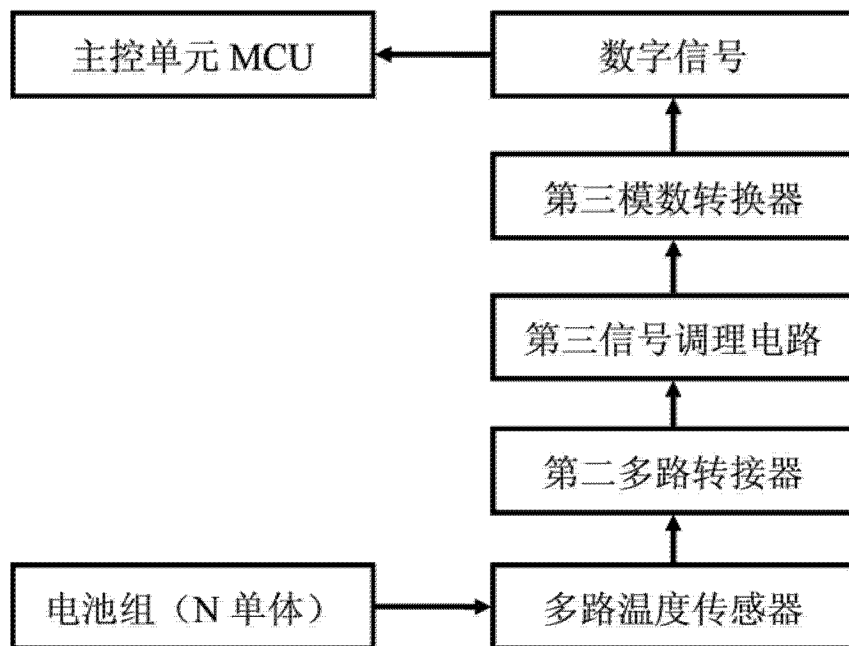 主控单元 MCU
数字信号
第三模数转换器
第三信号调理电路
第二多路转接器
电池组（N 单体）
多路温度传感器